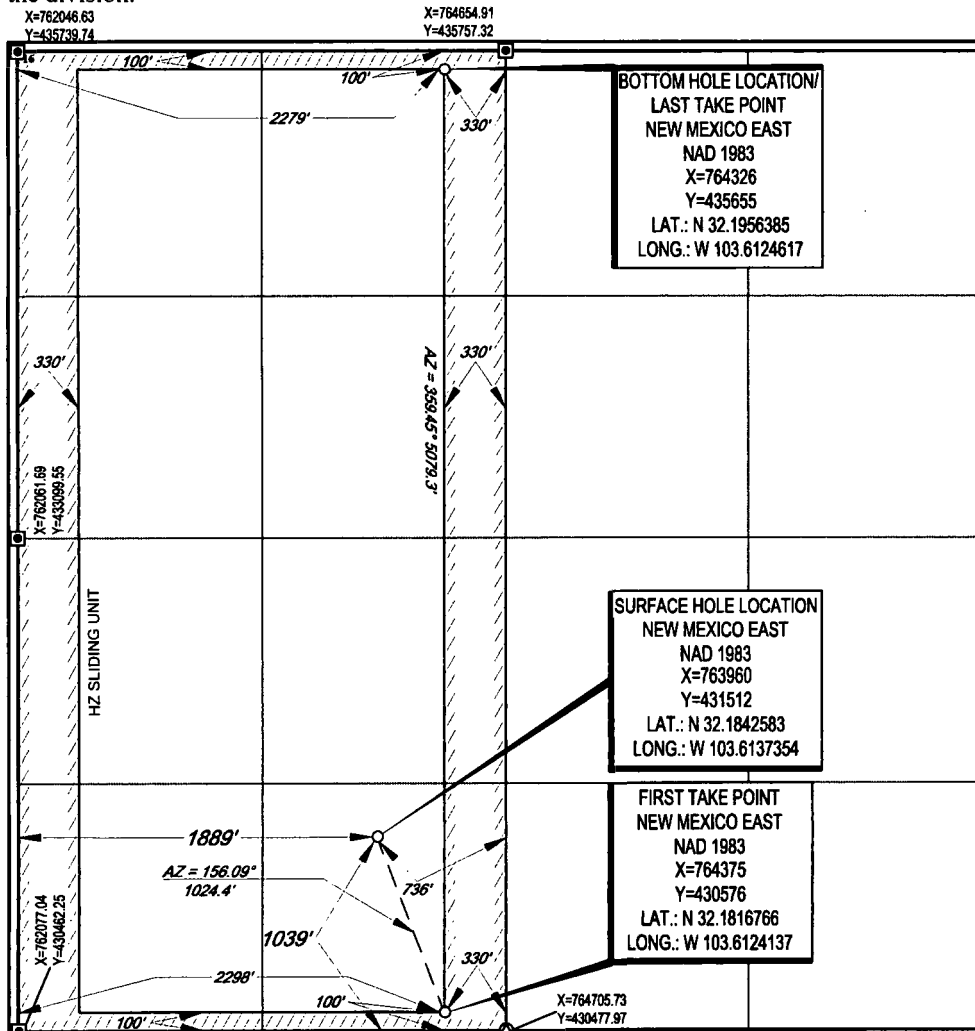 the division.
X=762046.63
Y=435739.74
X=764654.91
Y=435757.32
100'
100'
2279'
330'
BOTTOM HOLE LOCATION/
LAST TAKE POINT
NEW MEXICO EAST
NAD 1983
X=764326
Y=435655
LAT.: N 32.1956385
LONG.: W 103.6124617
330'
AZ = 359.45° 5079.3'
330'
X=762061.69
Y=433099.55
HZ SLIDING UNIT
SURFACE HOLE LOCATION
NEW MEXICO EAST
NAD 1983
X=763960
Y=431512
LAT.: N 32.1842583
LONG.: W 103.6137354
1889'
AZ = 156.09°
1024.4'
736'
1039'
FIRST TAKE POINT
NEW MEXICO EAST
NAD 1983
X=764375
Y=430576
LAT.: N 32.1816766
LONG.: W 103.6124137
X=762077.04
Y=430462.25
2298'
330'
100'
100'
X=764705.73
Y=430477.97